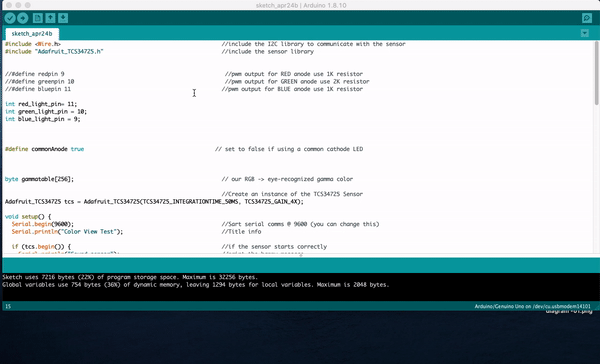 sketch_apr24b | Arduino 1.8.10
sketch_apr24b
#include <Wire.h> //include the I2C library to communicate with the sensor
#include "Adafruit_TCS34725.h" //include the sensor library
//#define redpin 9 //pwm output for RED anode use 1K resistor
//#define greenpin 10 //pwm output for GREEN anode use 2K resistor
//#define bluepin 11 //pwm output for BLUE anode use 1K resistor
int red_light_pin= 11;
int green_light_pin = 10;
int blue_light_pin = 9;
#define commonAnode true // set to false if using a common cathode LED
byte gammatable[256]; // our RGB -> eye-recognized gamma color
//Create an instance of the TCS34725 Sensor
Adafruit_TCS34725 tcs = Adafruit_TCS34725(TCS34725_INTEGRATIONTIME_50MS, TCS34725_GAIN_4X);
void setup() {
Serial.begin(9600); //Sart serial comms @ 9600 (you can change this)
Serial.println("Color View Test"); //Title info
if (tcs.begin()) { //if the sensor starts correctly
Sketch uses 7216 bytes (22%) of program storage space. Maximum is 32256 bytes.
Global variables use 754 bytes (36%) of dynamic memory, leaving 1294 bytes for local variables. Maximum is 2048 bytes.
15 Arduino/Genuino Uno on /dev/cu.usbmodem14101
diagram -01.png